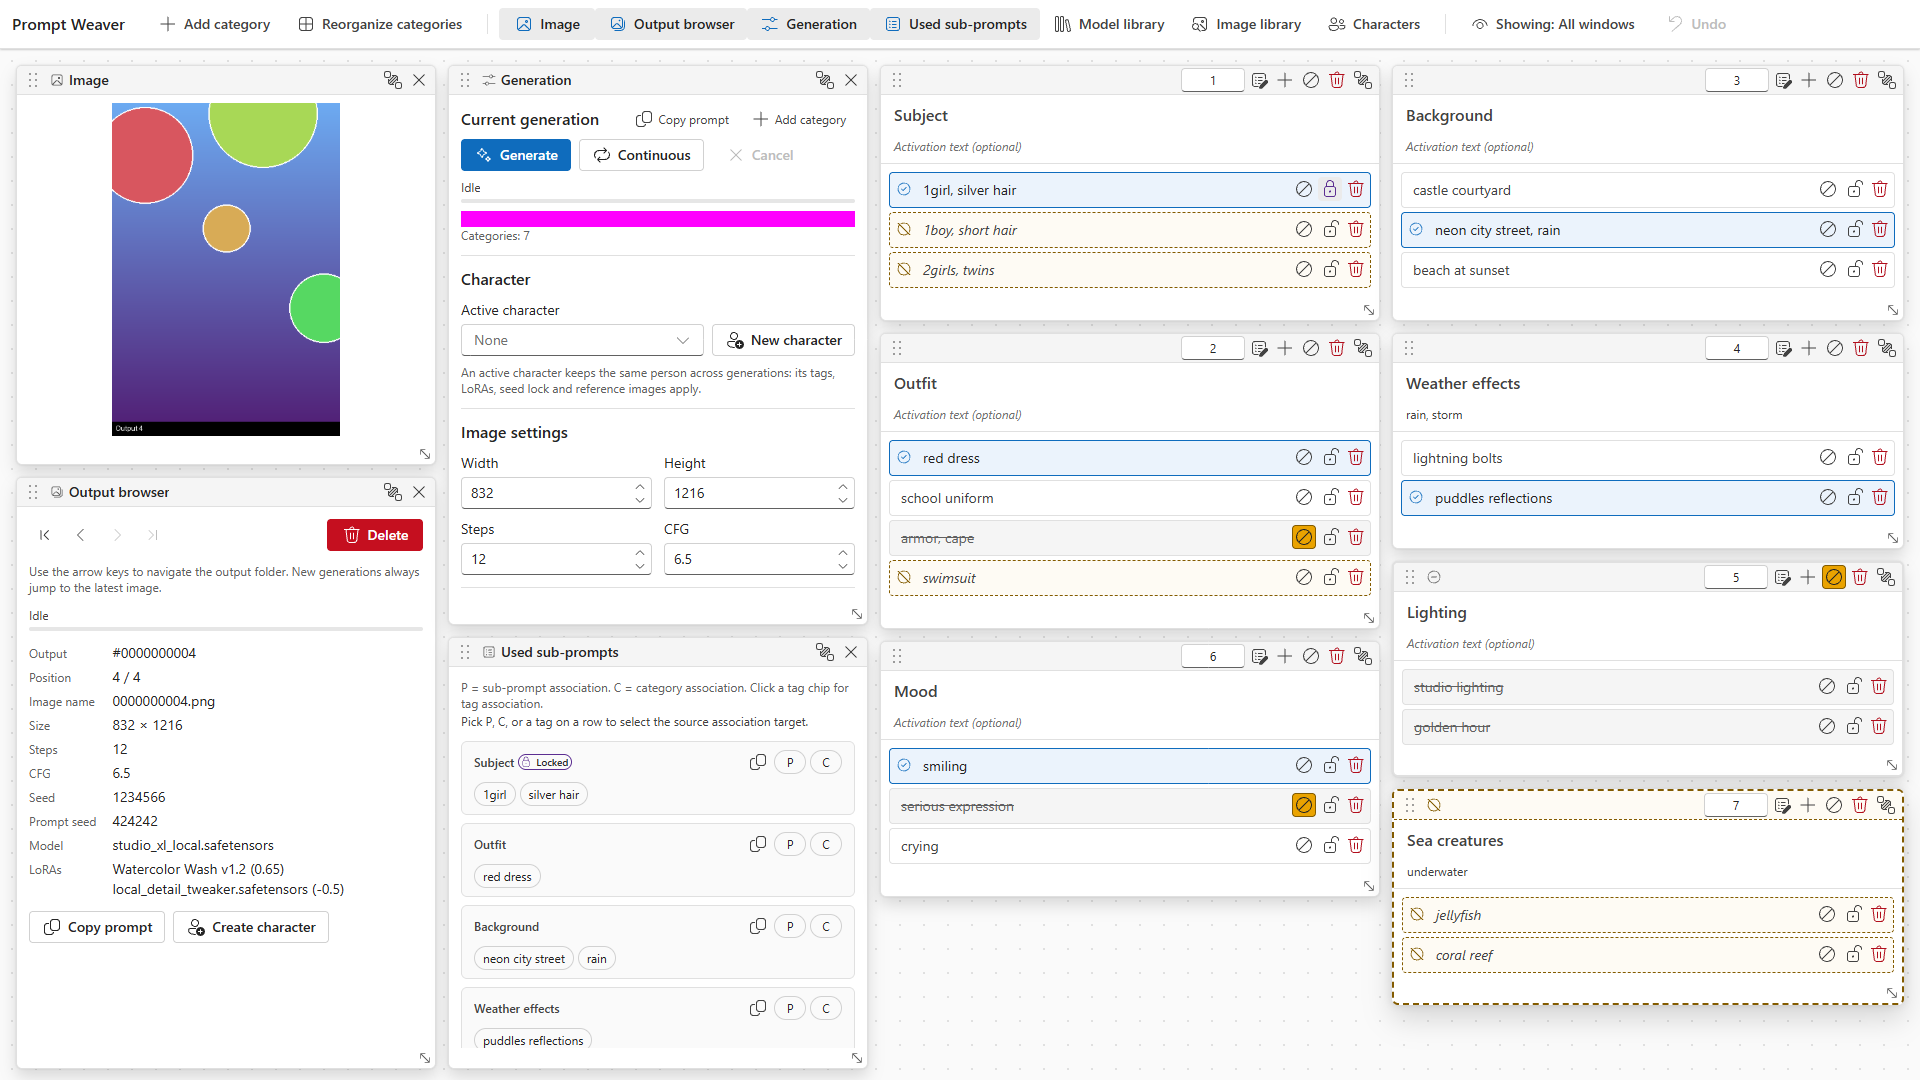 Prompt Weaver
Add category
Reorganize categories
Image
Output browser
Generation
Used sub-prompts
Model library
Image library
Characters
Showing: All windows
Undo
Image
Output 4
Output browser
Delete
Use the arrow keys to navigate the output folder. New generations always
jump to the latest image.
Idle
Output #0000000004
Position 4 / 4
Image name 0000000004.png
Size 832 × 1216
Steps 12
CFG 6.5
Seed 1234566
Prompt seed 424242
Model studio_xl_local.safetensors
LoRAs Watercolor Wash v1.2 (0.65)
local_detail_tweaker.safetensors (-0.5)
Copy prompt
Create character
Generation
Current generation
Copy prompt
Add category
Generate
Continuous
Cancel
Idle
Categories: 7
Character
Active character
None
New character
An active character keeps the same person across generations: its tags,
LoRAs, seed lock and reference images apply.
Image settings
Width Height
832 1216
Steps CFG
12 6.5
Used sub-prompts
P = sub-prompt association. C = category association. Click a tag chip for
tag association.
Pick P, C, or a tag on a row to select the source association target.
Subject Locked P C
1girl silver hair
Outfit P C
red dress
Background P C
neon city street rain
Weather effects P C
puddles reflections
1
Subject
Activation text (optional)
1girl, silver hair
1boy, short hair
2girls, twins
2
Outfit
Activation text (optional)
red dress
school uniform
armor, cape
swimsuit
6
Mood
Activation text (optional)
smiling
serious expression
crying
3
Background
Activation text (optional)
castle courtyard
neon city street, rain
beach at sunset
4
Weather effects
rain, storm
lightning bolts
puddles reflections
5
Lighting
Activation text (optional)
studio lighting
golden hour
7
Sea creatures
underwater
jellyfish
coral reef